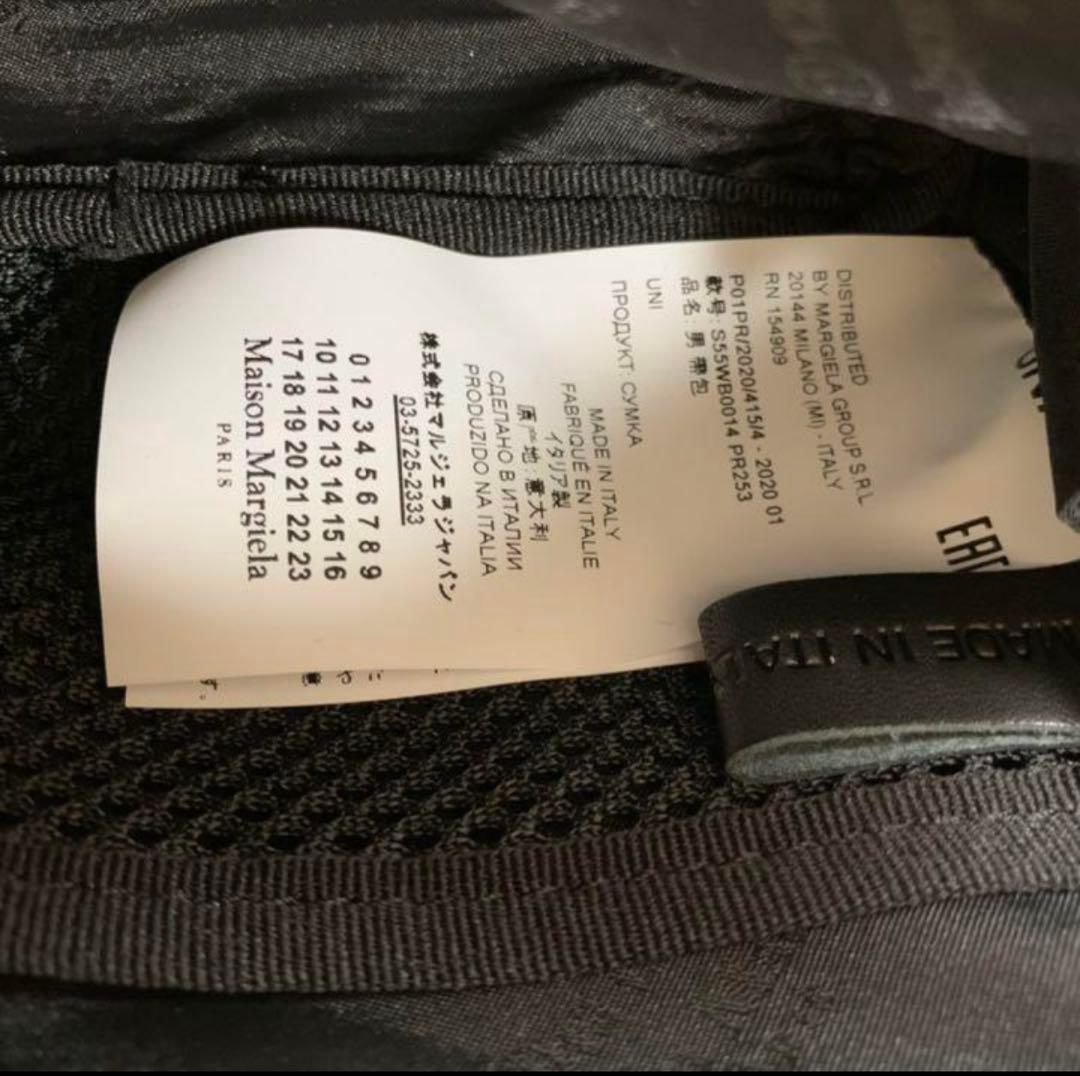 DISTRIBUTED
BY MARGIELA GROUP S.R.L
20144 MILANO (MI) - ITALY
RN 154909
P01PR/2020/415/4 - 2020 01
款号: S55WB0014 PR253
品名: 男
UNI
ПРОДУКТ: СУМКА
MADE IN ITALY
FABRIQUÉ EN ITALIE
イタリア製
原产地: 意大利
СДЕЛАНО В ИТАЛИИ
PRODUZIDO NA ITALIA
株式会社マルジェラジャパン
03-5725-2333
0 1 2 3 4 5 6 7 8 9
10 11 12 13 14 15 16
17 18 19 20 21 22 23
Maison Margiela
PARIS
EAC
MADE IN ITA